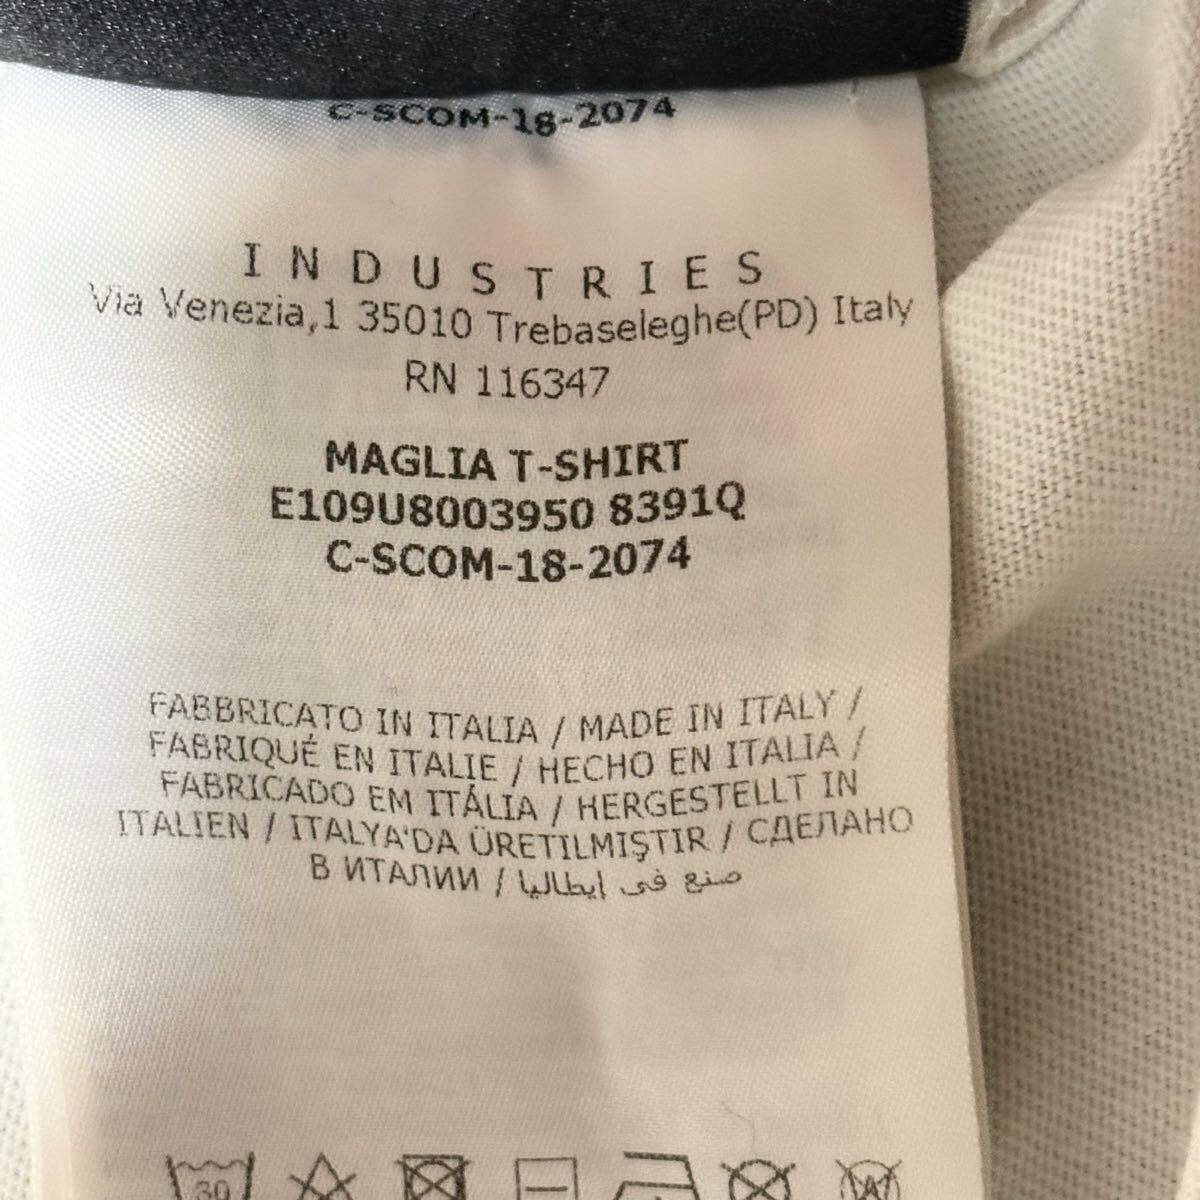 C-SCOM-18-2074
INDUSTRIES
Via Venezia,1 35010 Trebaseleghe(PD) Italy
RN 116347
MAGLIA T-SHIRT
E109U8003950 8391Q
C-SCOM-18-2074
FABBRICATO IN ITALIA / MADE IN ITALY /
FABRIQUÉ EN ITALIE / HECHO EN ITALIA /
FABRICADO EM ITÁLIA / HERGESTELLT IN
ITALIEN / ITALYA'DA ÜRETILMIŞTIR / СДЕЛАНО
В ИТАЛИИ / صنع في إيطاليا
30 W